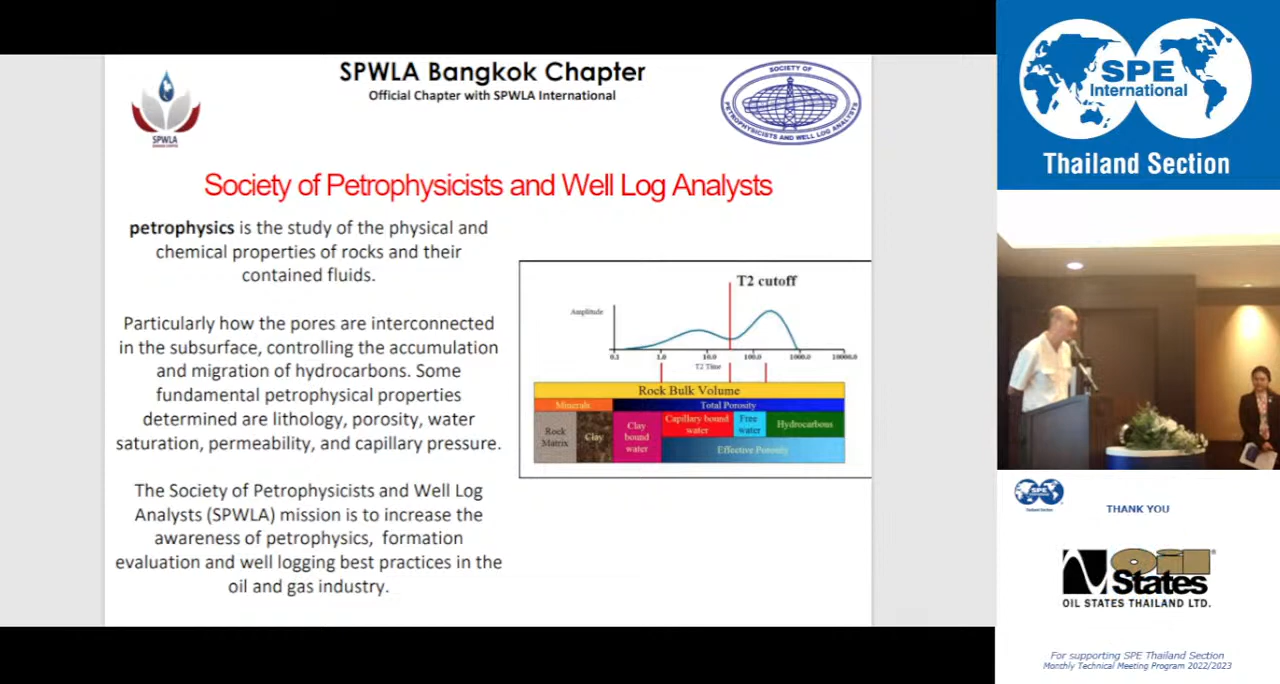 SPWLA Bangkok Chapter
Official Chapter with SPWLA International
SPWLA
SOCIETY OF
PETROPHYSICISTS AND WELL LOG ANALYSTS
Society of Petrophysicists and Well Log Analysts
petrophysics is the study of the physical and
chemical properties of rocks and their
contained fluids.
Particularly how the pores are interconnected
in the subsurface, controlling the accumulation
and migration of hydrocarbons. Some
fundamental petrophysical properties
determined are lithology, porosity, water
saturation, permeability, and capillary pressure.
The Society of Petrophysicists and Well Log
Analysts (SPWLA) mission is to increase the
awareness of petrophysics, formation
evaluation and well logging best practices in the
oil and gas industry.
T2 cutoff
Amplitude
0.1 1.0 10.0 100.0 1000.0 10000.0
T2 Time
Rock Bulk Volume
Minerals Total Porosity
Rock
Matrix
Clay
Clay
bound
water
Capillary bound
water
Free
water
Hydrocarbons
Effective Porosity
SPE
International
Thailand Section
SPE
International
Thailand Section
THANK YOU
Oil
States
OIL STATES THAILAND LTD.
For supporting SPE Thailand Section
Monthly Technical Meeting Program 2022/2023